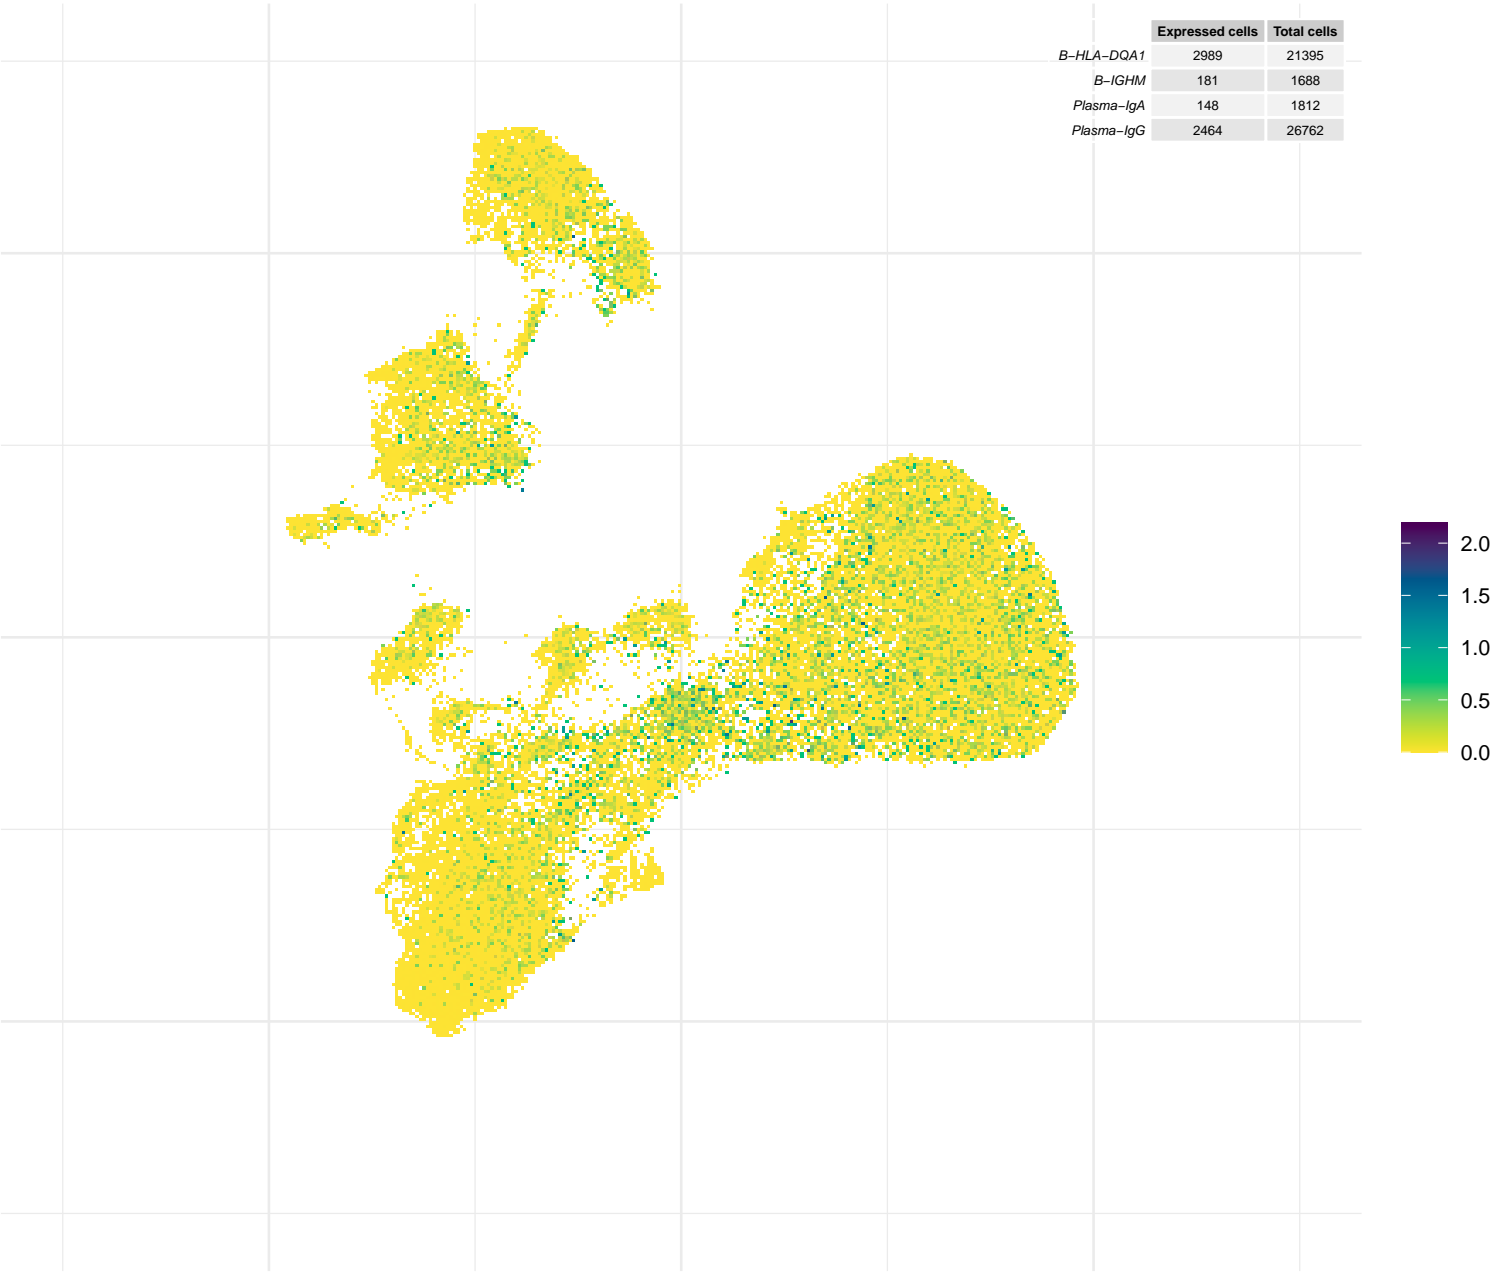 Expressed cells Total cells
B−HLA−DQA1 2989 21395
B−IGHM 181 1688
Plasma−IgA 148 1812
Plasma−IgG 2464 26762
2.0
1.5
1.0
0.5
0.0